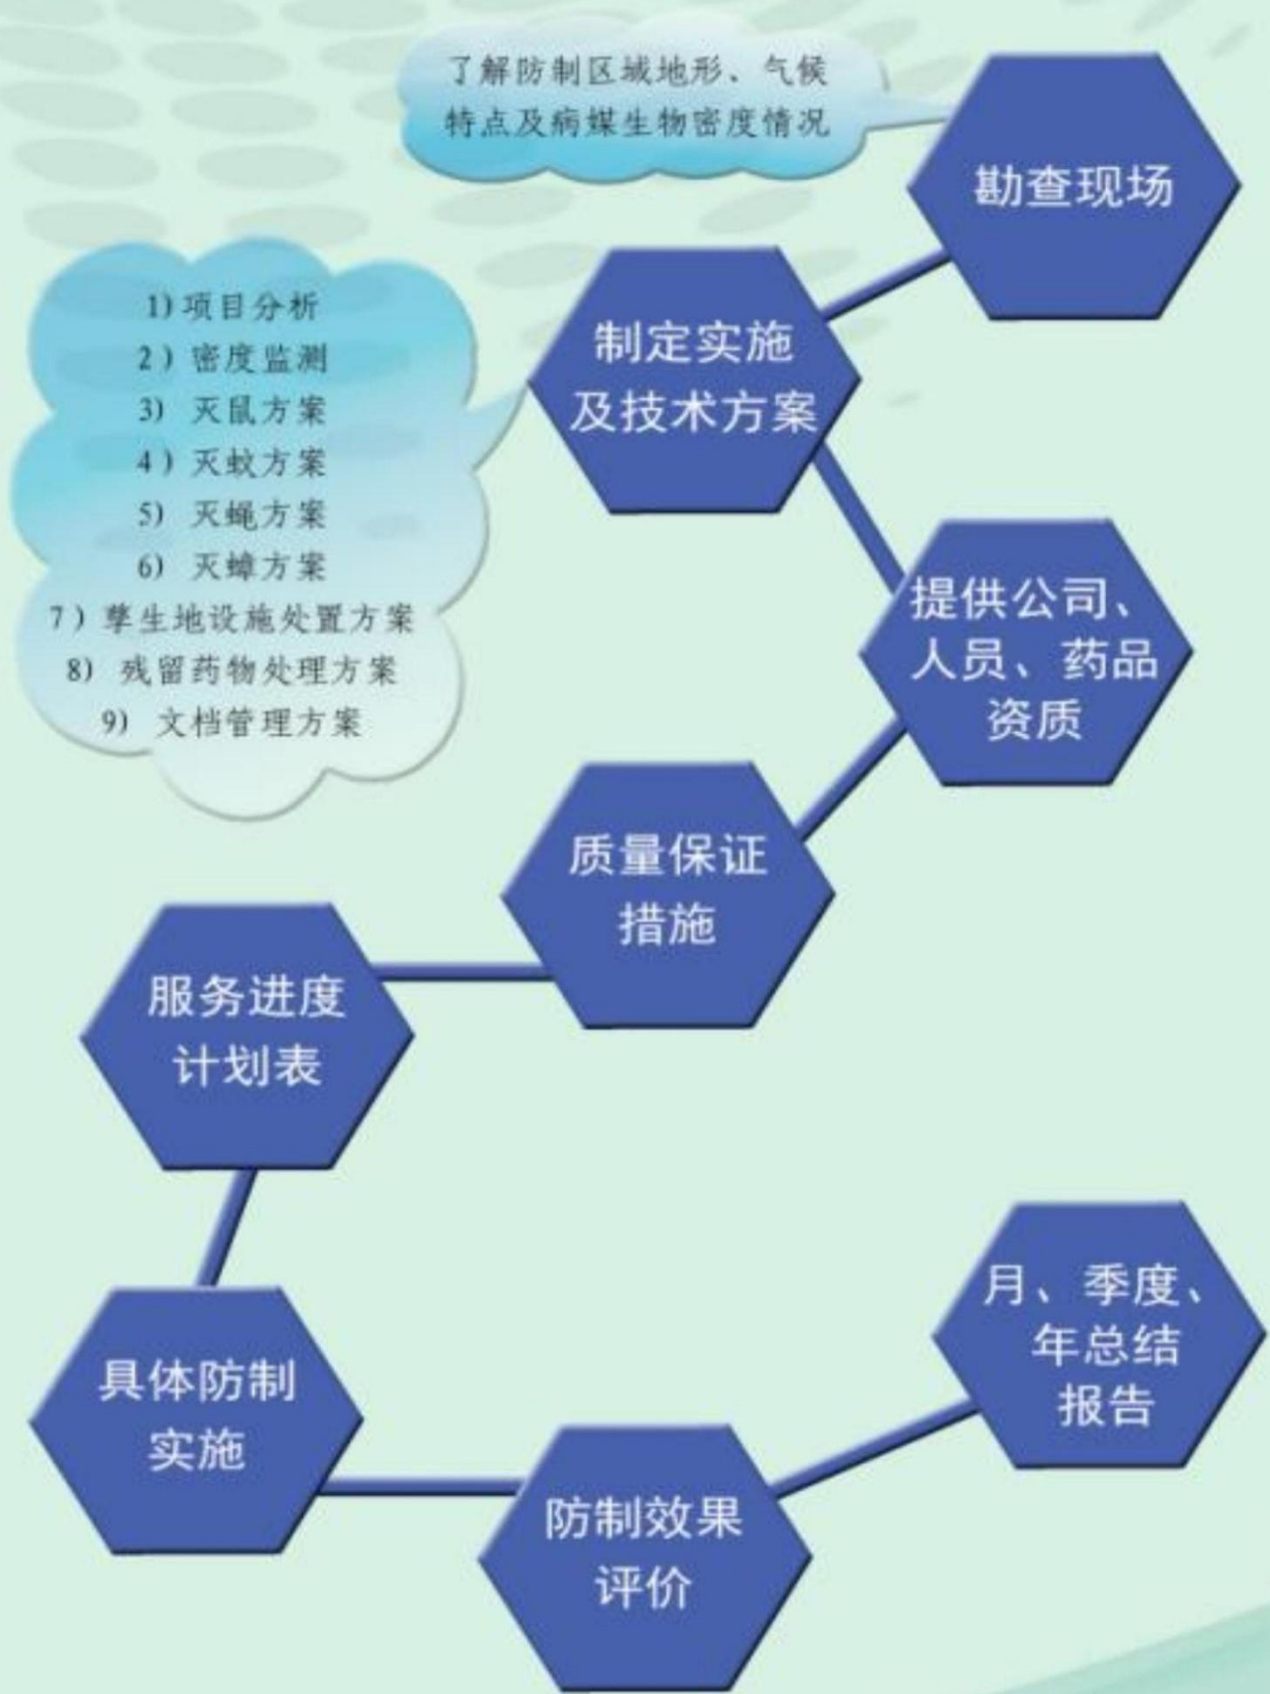 了解防制区域地形、气候
特点及病媒生物密度情况
勘查现场
1)项目分析
2)密度监测
3) 灭鼠方案
4)灭蚊方案
5) 灭蝇方案
6) 灭蟑方案
7)孳生地设施处置方案
8) 残留药物处理方案
9) 文档管理方案
制定实施
及技术方案
提供公司、
人员、药品
资质
质量保证
措施
服务进度
计划表
具体防制
实施
防制效果
评价
月、季度、
年总结
报告